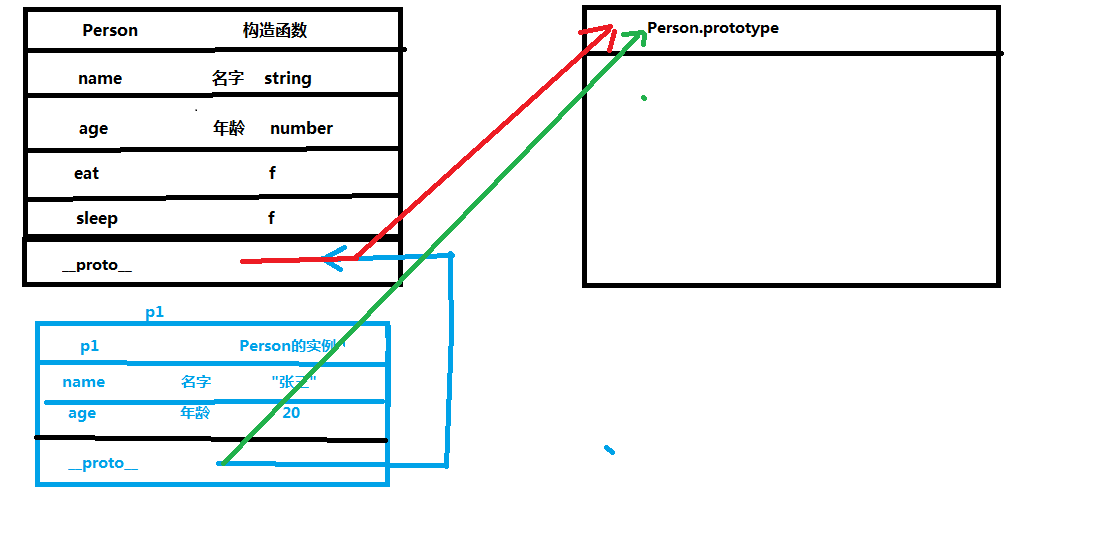 Person 构造函数
name 名字 string
age 年龄 number
eat f
sleep f
__proto__
Person.prototype
p1
p1 Person的实例
name 名字 "张三"
age 年龄 20
__proto__